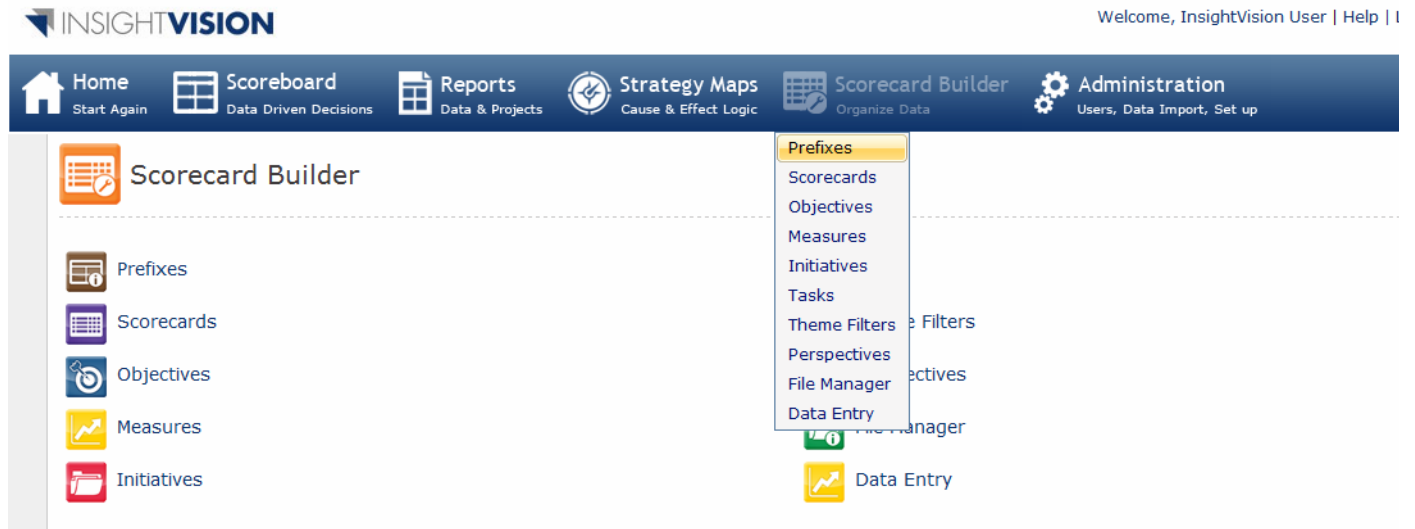 INSIGHTVISION
Welcome, InsightVision User | Help |
Home
Start Again
Scoreboard
Data Driven Decisions
Reports
Data & Projects
Strategy Maps
Cause & Effect Logic
Scorecard Builder
Organize Data
Administration
Users, Data Import, Set up
Scorecard Builder
Prefixes
Scorecards
Objectives
Measures
Initiatives
Tasks
Theme Filters
Perspectives
File Manager
Data Entry
Prefixes
Scorecards
Filters
Objectives
Measures
Initiatives
Data Entry